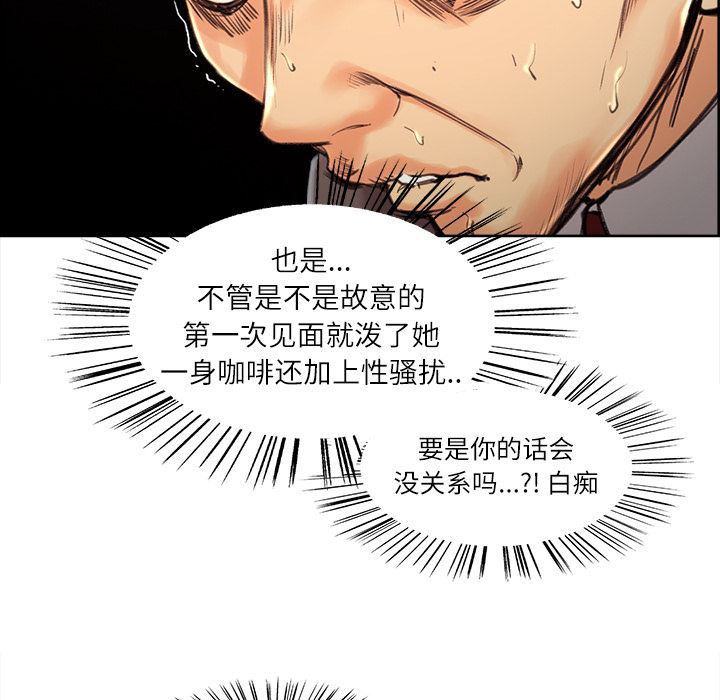 也是...
不管是不是故意的
第一次见面就泼了她
一身咖啡还加上性骚扰..
要是你的话会
没关系吗...?! 白痴